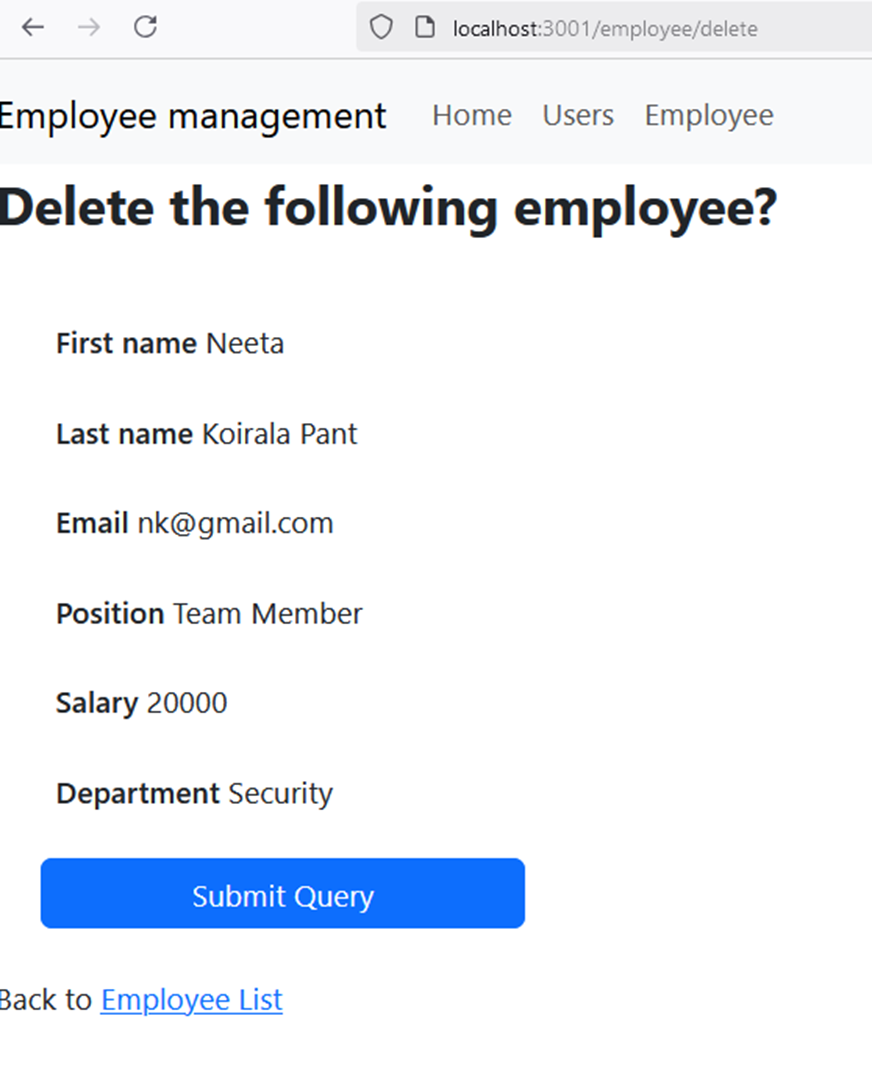 localhost:3001/employee/delete
Employee management Home Users Employee
Delete the following employee?
First name Neeta
Last name Koirala Pant
Email nk@gmail.com
Position Team Member
Salary 20000
Department Security
Submit Query
Back to Employee List